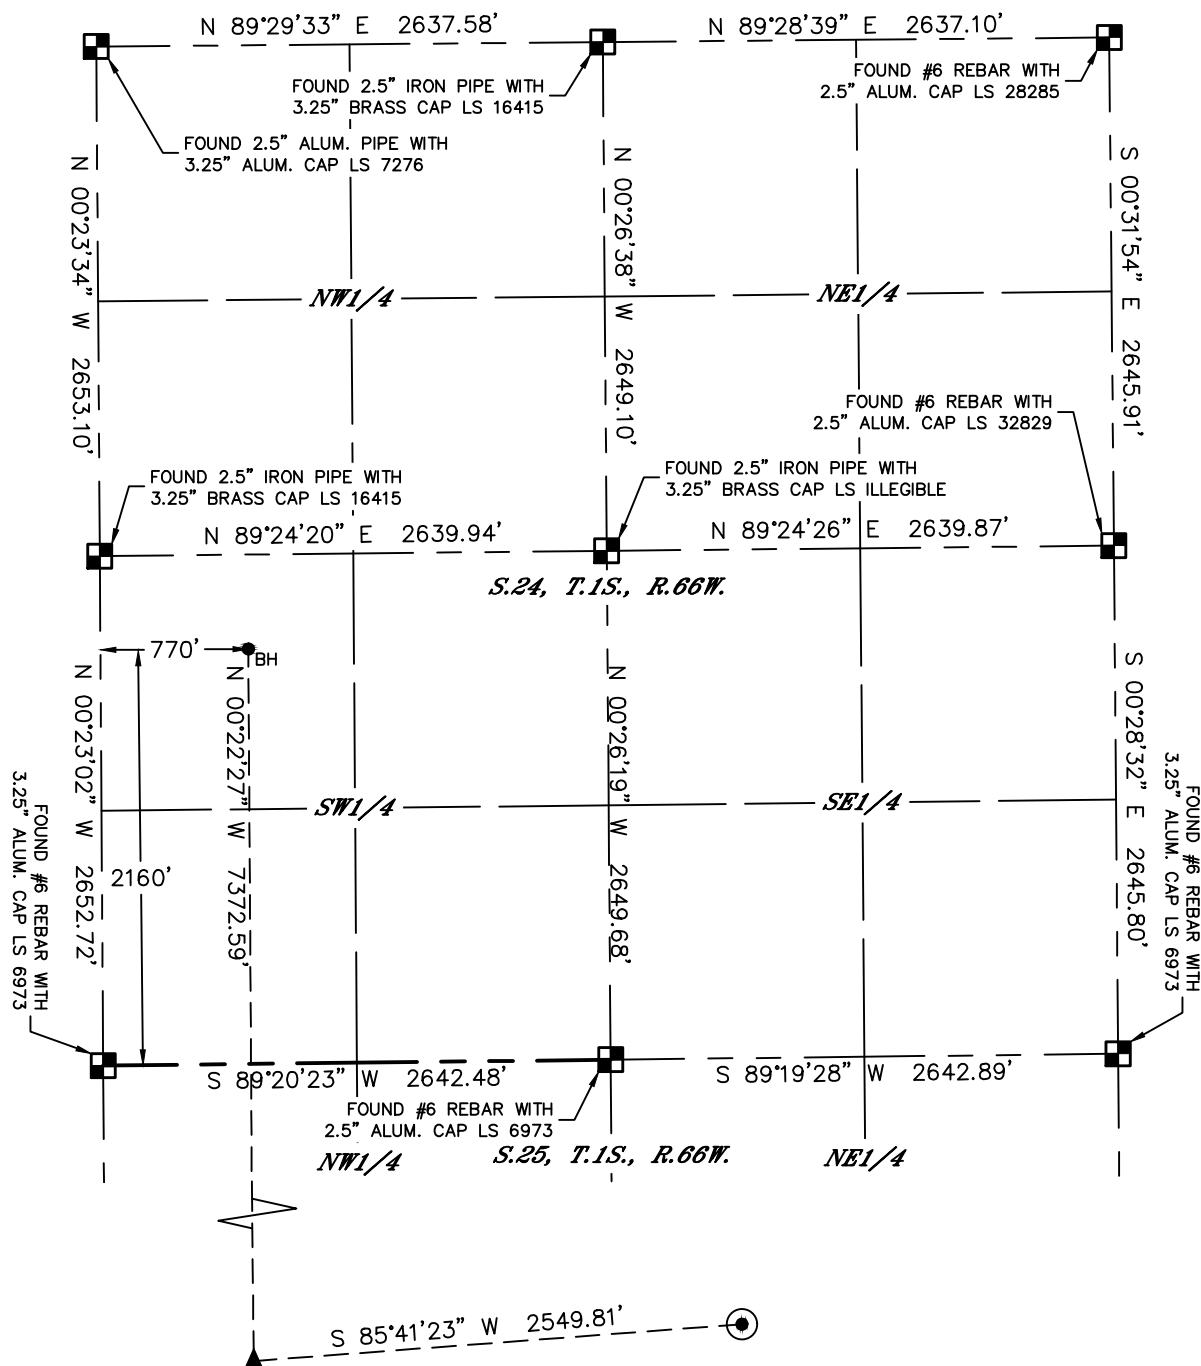 N 89°29'33" E 2637.58'
N 89°28'39" E 2637.10'
FOUND 2.5" IRON PIPE WITH
3.25" BRASS CAP LS 16415
FOUND #6 REBAR WITH
2.5" ALUM. CAP LS 28285
FOUND 2.5" ALUM. PIPE WITH
3.25" ALUM. CAP LS 7276
N 00°23'34" W 2653.10'
N 00°26'38" W 2649.10'
S 00°31'54" E 2645.91'
NW1/4
NE1/4
FOUND #6 REBAR WITH
2.5" ALUM. CAP LS 32829
FOUND 2.5" IRON PIPE WITH
3.25" BRASS CAP LS 16415
FOUND 2.5" IRON PIPE WITH
3.25" BRASS CAP LS ILLEGIBLE
N 89°24'20" E 2639.94'
N 89°24'26" E 2639.87'
S.24, T.1S., R.66W.
770'
BH
N 00°23'02" W 2652.72'
2160'
N 00°22'27" W 7372.59'
N 00°26'19" W 2649.68'
S 00°28'32" E 2645.80'
SW1/4
SE1/4
FOUND #6 REBAR WITH
3.25" ALUM. CAP LS 6973
FOUND #6 REBAR WITH
3.25" ALUM. CAP LS 6973
S 89°20'23" W 2642.48'
S 89°19'28" W 2642.89'
FOUND #6 REBAR WITH
2.5" ALUM. CAP LS 6973
NW1/4
S.25, T.1S., R.66W.
NE1/4
S 85°41'23" W 2549.81'